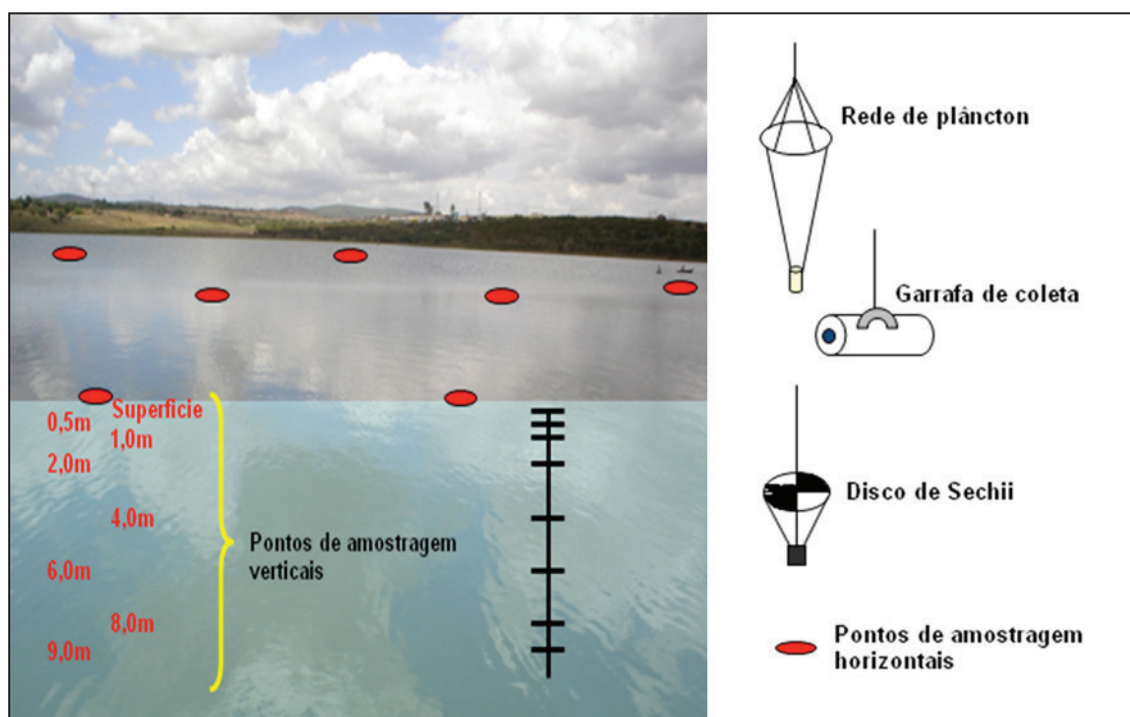 Superfície
0,5m
1,0m
2,0m
4,0m
6,0m
8,0m
9,0m
Pontos de amostragem
verticais
Rede de plâncton
Garrafa de coleta
Disco de Sechii
Pontos de amostragem
horizontais